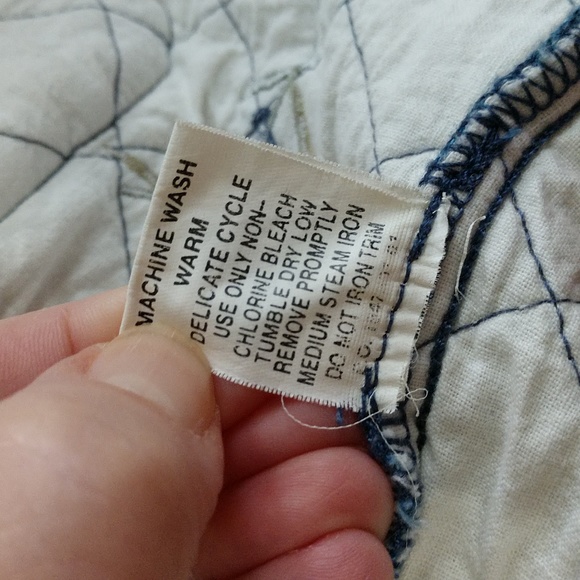 MACHINE WASH
WARM
DELICATE CYCLE
USE ONLY NON-
CHLORINE BLEACH
TUMBLE DRY LOW
REMOVE PROMPTLY
MEDIUM STEAM IRON
DO NOT IRON TRIM